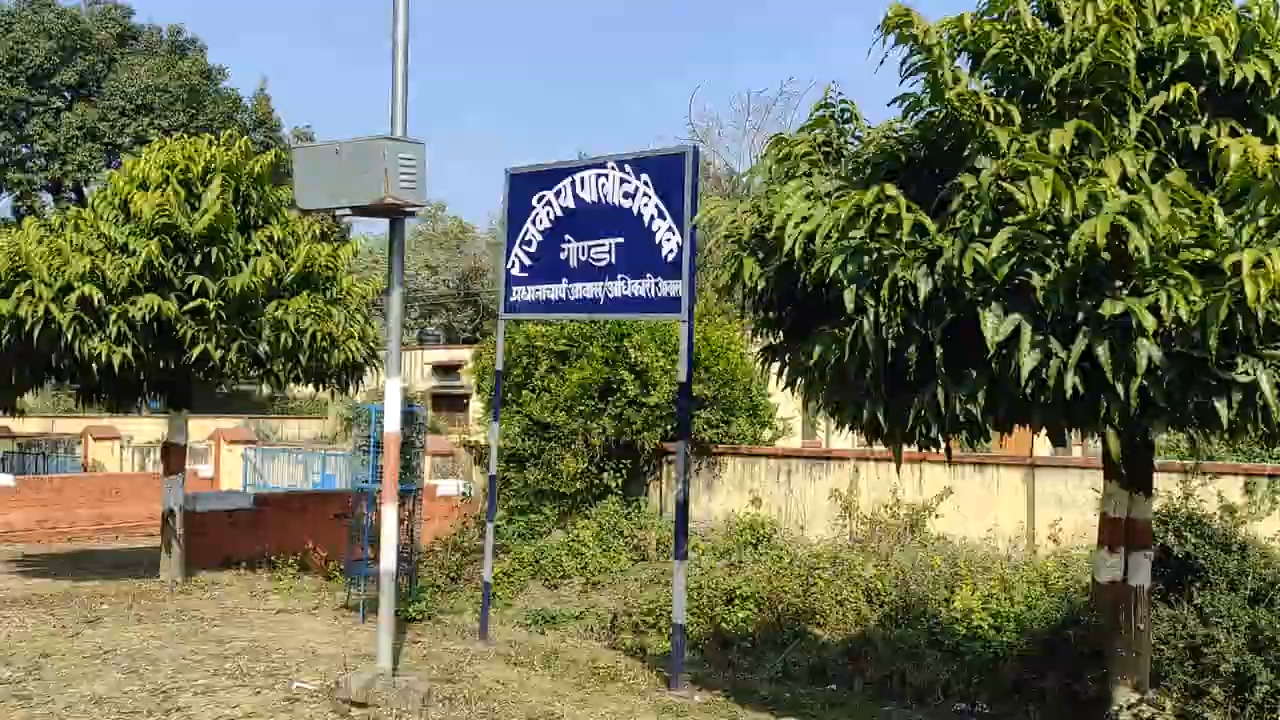 राजकीय पालीटेक्निक
गोण्डा
प्रधानाचार्य आवास/अधिकारी आवास